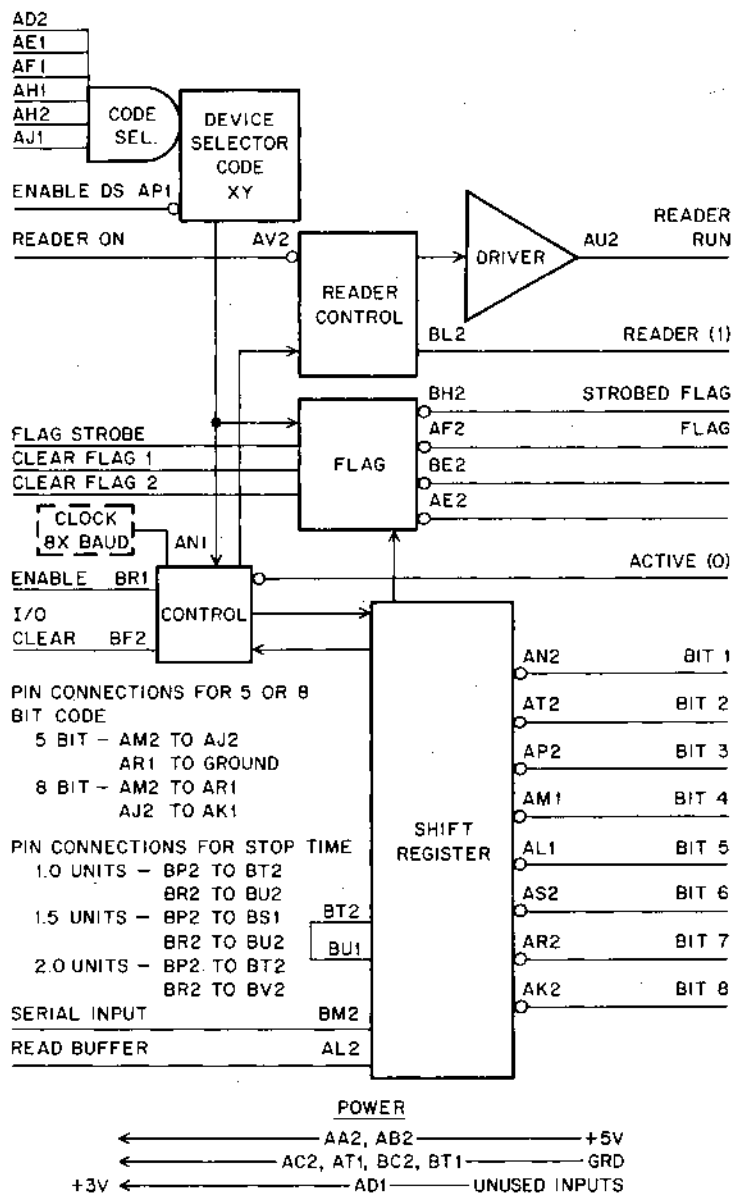 AD2
AE1
AF1
AH1
AH2
AJ1
CODE
SEL.
DEVICE
SELECTOR
CODE
XY
ENABLE DS AP1
READER ON AV2
READER
CONTROL
DRIVER
AU2
READER
RUN
BL2 READER (1)
BH2 STROBED FLAG
AF2 FLAG
BE2
AE2
FLAG STROBE
CLEAR FLAG 1
CLEAR FLAG 2
FLAG
CLOCK
8X BAUD
AN1
ACTIVE (0)
ENABLE BR1
I/O
CLEAR BF2
CONTROL
AN2 BIT 1
AT2 BIT 2
AP2 BIT 3
AM1 BIT 4
AL1 BIT 5
AS2 BIT 6
AR2 BIT 7
AK2 BIT 8
PIN CONNECTIONS FOR 5 OR 8
BIT CODE
5 BIT – AM2 TO AJ2
AR1 TO GROUND
8 BIT – AM2 TO AR1
AJ2 TO AK1
PIN CONNECTIONS FOR STOP TIME
1.0 UNITS – BP2 TO BT2
BR2 TO BU2
1.5 UNITS – BP2 TO BS1
BR2 TO BU2
2.0 UNITS – BP2 TO BT2
BR2 TO BV2
SHIFT
REGISTER
BT2
BU1
SERIAL INPUT BM2
READ BUFFER AL2
POWER
AA2, AB2 +5V
AC2, AT1, BC2, BT1 GRD
+3V AD1 UNUSED INPUTS